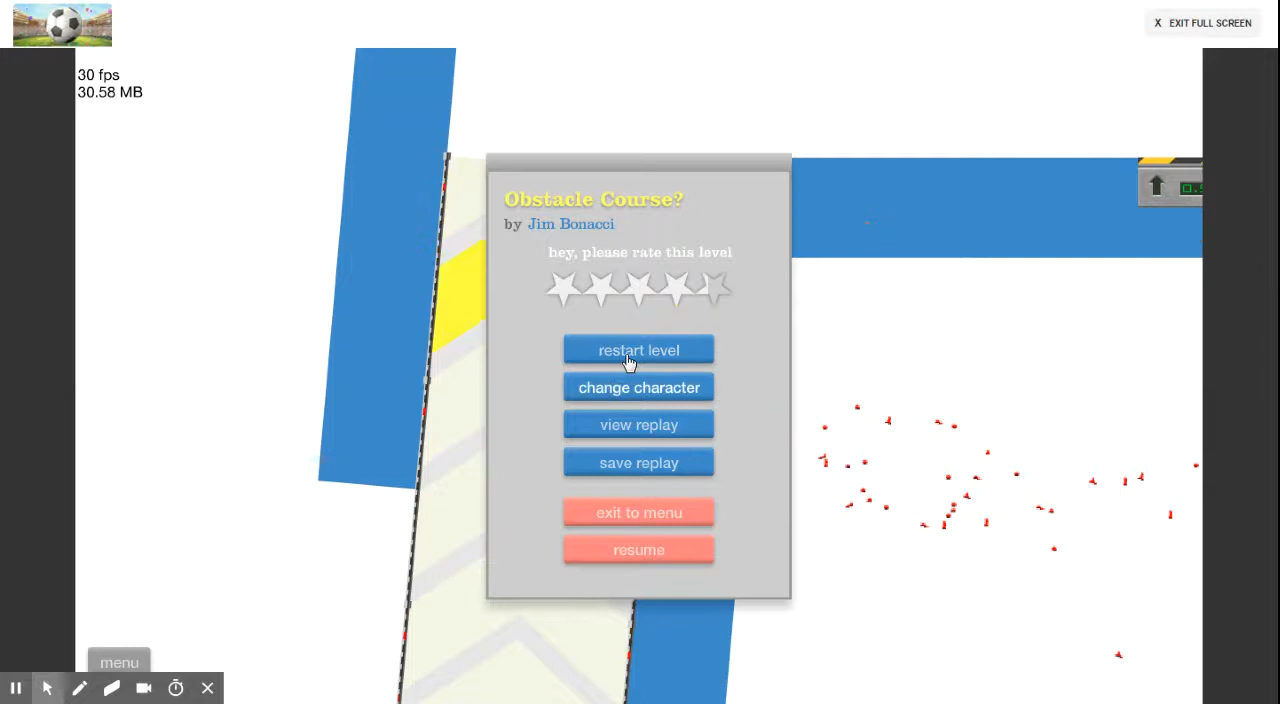 X EXIT FULL SCREEN
30 fps
30.58 MB
Obstacle Course?
by Jim Bonacci
hey, please rate this level
restart level
change character
view replay
save replay
exit to menu
resume
menu